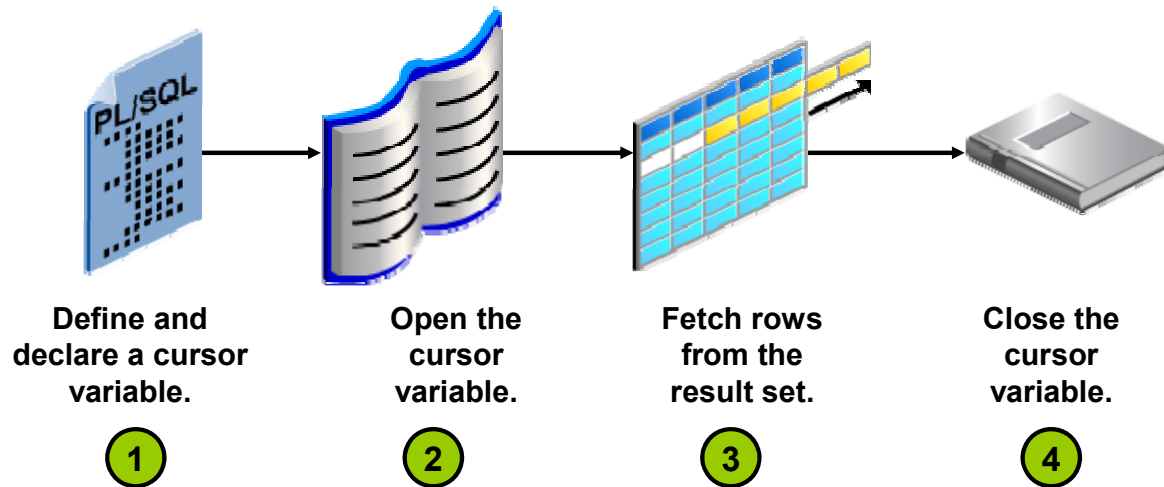 PL/SQL
Define and
declare a cursor
variable.
1
Open the
cursor
variable.
2
Fetch rows
from the
result set.
3
Close the
cursor
variable.
4